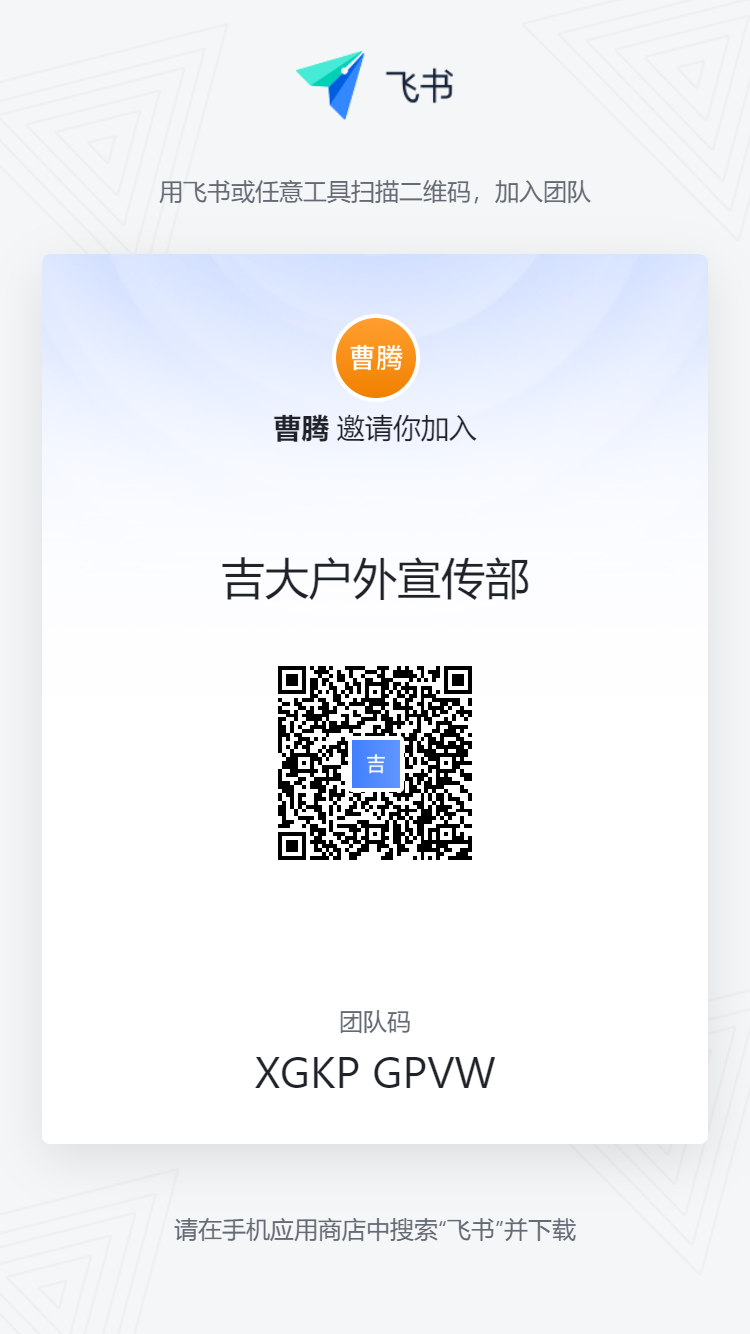 飞书
用飞书或任意工具扫描二维码，加入团队
曹腾
曹腾 邀请你加入
吉大户外宣传部
吉
团队码
XGKP GPVW
请在手机应用商店中搜索“飞书”并下载